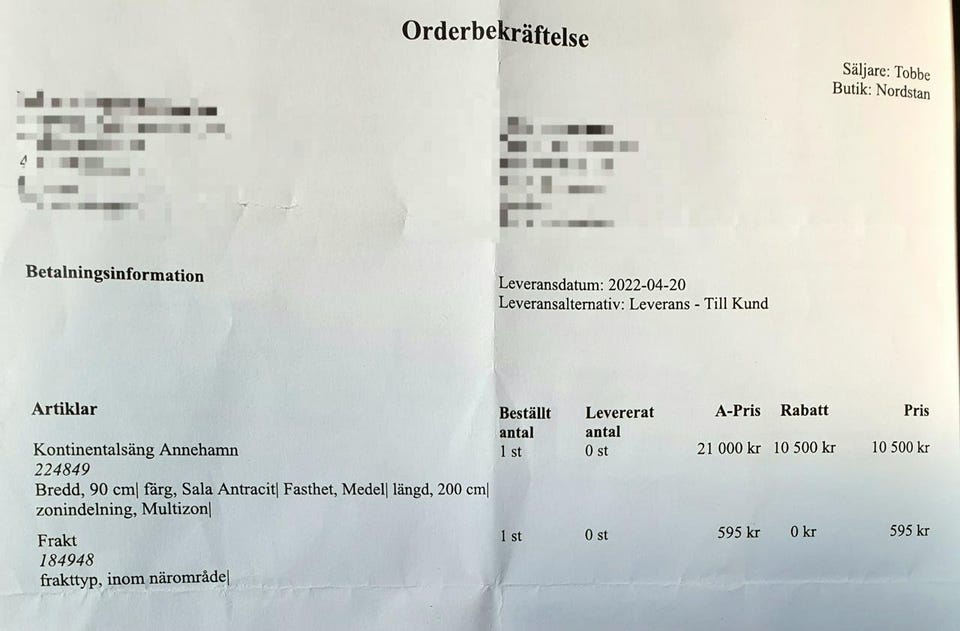 Orderbekräftelse
Säljare: Tobbe
Butik: Nordstan
Betalningsinformation
Leveransdatum: 2022-04-20
Leveransalternativ: Leverans - Till Kund
Artiklar
Beställt antal
Levererat antal
A-Pris
Rabatt
Pris
Kontinentalsäng Annehamn
1 st
0 st
21 000 kr
10 500 kr
10 500 kr
224849
Bredd, 90 cm| färg, Sala Antracit| Fasthet, Medel| längd, 200 cm|
zonindelning, Multizon|
Frakt
1 st
0 st
595 kr
0 kr
595 kr
184948
frakttyp, inom närområde|